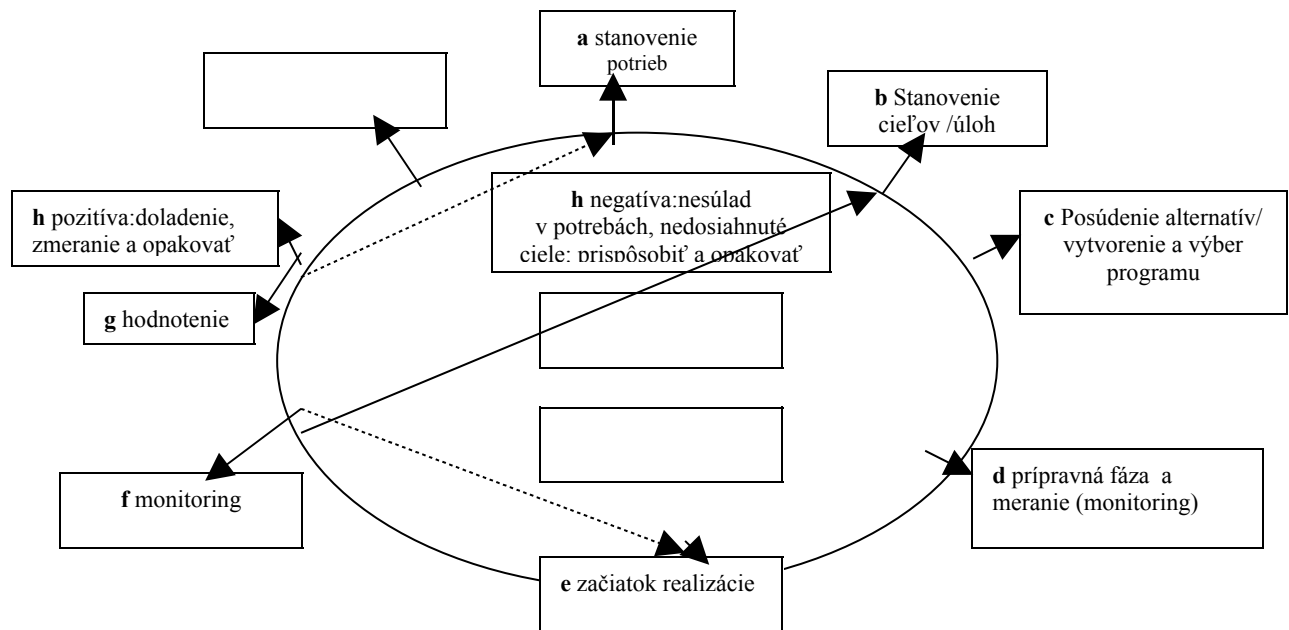 a stanovenie
potrieb
b Stanovenie
cieľov /úloh
h negatíva:nesúlad
v potrebách, nedosiahnuté
ciele: prispôsobiť a opakovať
h pozitíva:doladenie,
zmeranie a opakovať
c Posúdenie alternatív/
vytvorenie a výber
programu
g hodnotenie
d prípravná fáza a
meranie (monitoring)
f monitoring
e začiatok realizácie